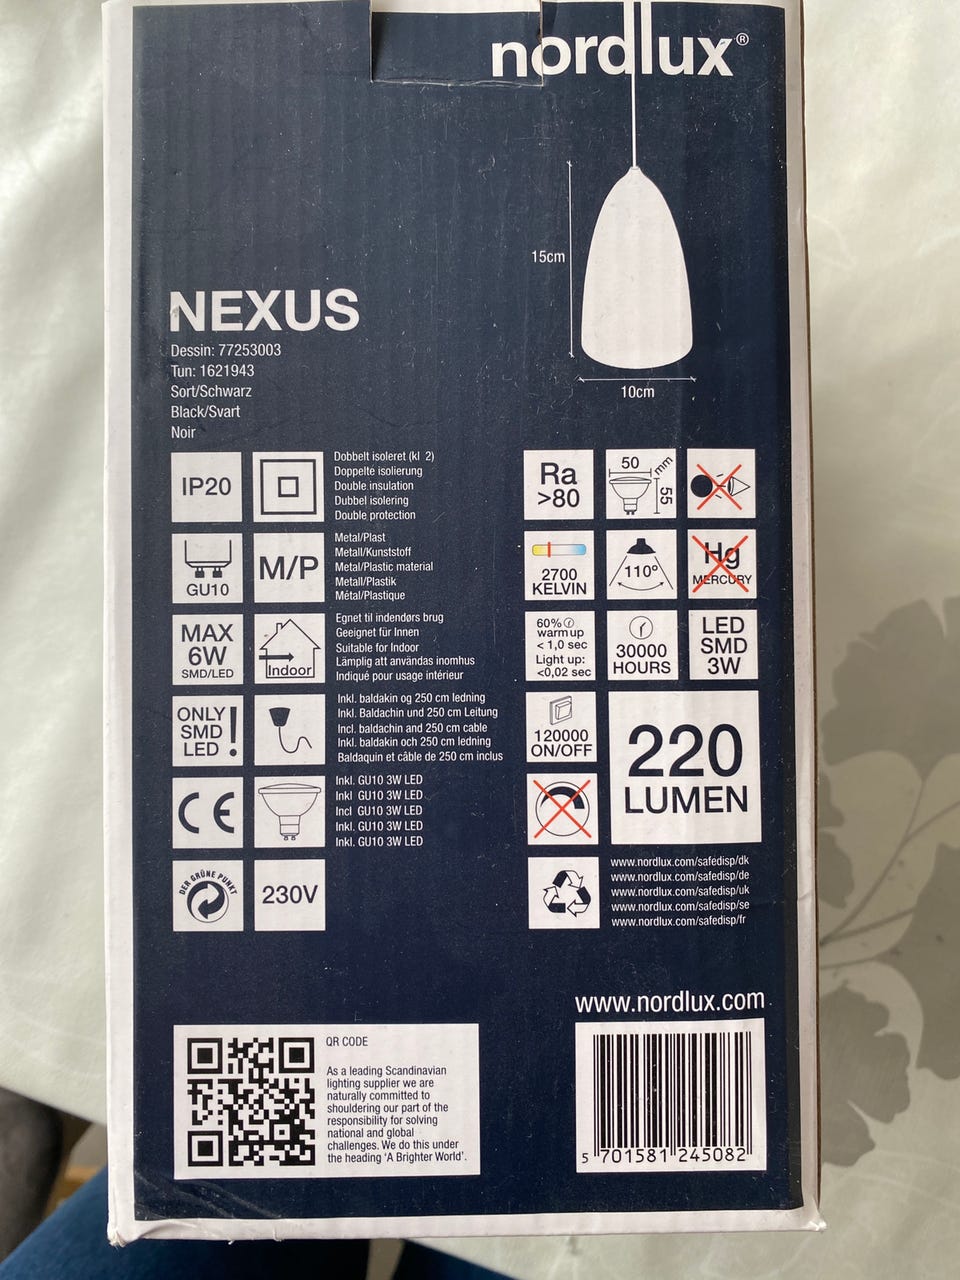 nordlux®
15cm
10cm
NEXUS
Dessin: 77253003
Tun: 1621943
Sort/Schwarz
Black/Svart
Noir
IP20
Dobbelt isoleret (kl 2)
Doppelte isolierung
Double insulation
Dubbel isolering
Double protection
GU10
M/P
Metal/Plast
Metall/Kunststoff
Metal/Plastic material
Metall/Plastik
Métal/Plastique
MAX
6W
SMD/LED
Indoor
Egnet til indendørs brug
Geeignet für Innen
Suitable for Indoor
Lämplig att användas inomhus
Indiqué pour usage intérieur
ONLY
SMD
LED!
Inkl. baldakin og 250 cm ledning
Inkl. Baldachin und 250 cm Leitung
Incl. baldachin and 250 cm cable
Inkl. baldakin och 250 cm ledning
Baldaquin et câble de 250 cm inclus
CE
Inkl. GU10 3W LED
Inkl GU10 3W LED
Incl GU10 3W LED
Inkl. GU10 3W LED
Inkl. GU10 3W LED
DER GRÜNE PUNKT
230V
Ra
>80
50
mm
55
2700
KELVIN
110°
Hg
MERCURY
60%
warm up
< 1,0 sec
Light up:
<0,02 sec
30000
HOURS
LED
SMD
3W
120000
ON/OFF
220
LUMEN
www.nordlux.com/safedisp/dk
www.nordlux.com/safedisp/de
www.nordlux.com/safedisp/uk
www.nordlux.com/safedisp/se
www.nordlux.com/safedisp/fr
www.nordlux.com
QR CODE
As a leading Scandinavian
lighting supplier we are
naturally committed to
shouldering our part of the
responsibility for solving
national and global
challenges. We do this under
the heading 'A Brighter World'.
5 701581 245082